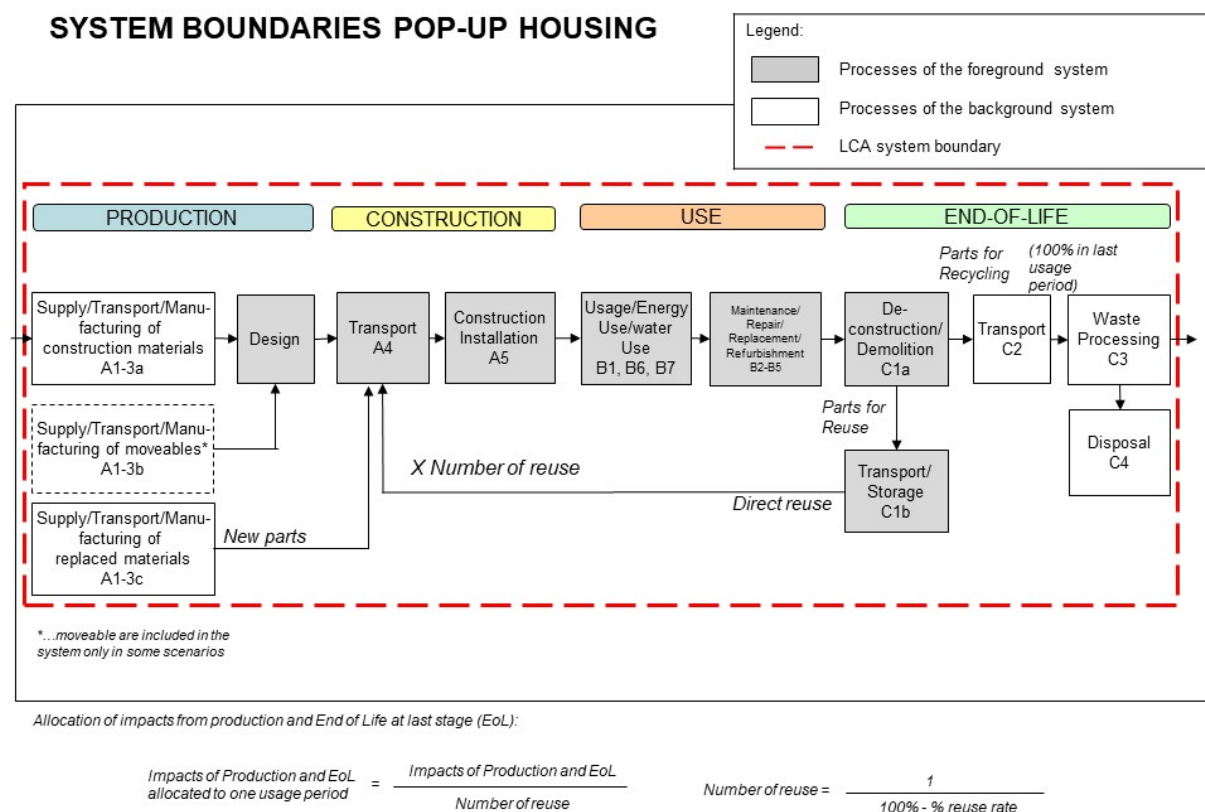 SYSTEM BOUNDARIES POP-UP HOUSING
Legend:
Processes of the foreground system
Processes of the background system
LCA system boundary
PRODUCTION
CONSTRUCTION
USE
END-OF-LIFE
Parts for
Recycling
(100% in last
usage
period)
Supply/Transport/Manu-
facturing of
construction materials
A1-3a
Design
Transport
A4
Construction
Installation
A5
Usage/Energy
Use/water
Use
B1, B6, B7
Maintenance/
Repair/
Replacement/
Refurbishment
B2-B5
De-
construction/
Demolition
C1a
Transport
C2
Waste
Processing
C3
Supply/Transport/Manu-
facturing of moveables*
A1-3b
Parts for
Reuse
Disposal
C4
X Number of reuse
Direct reuse
Transport/
Storage
C1b
Supply/Transport/Manu-
facturing of
replaced materials
A1-3c
New parts
*...moveable are included in the
system only in some scenarios
Allocation of impacts from production and End of Life at last stage (EoL):
Impacts of Production and EoL
allocated to one usage period
=
Impacts of Production and EoL
Number of reuse
Number of reuse =
1
100% - % reuse rate